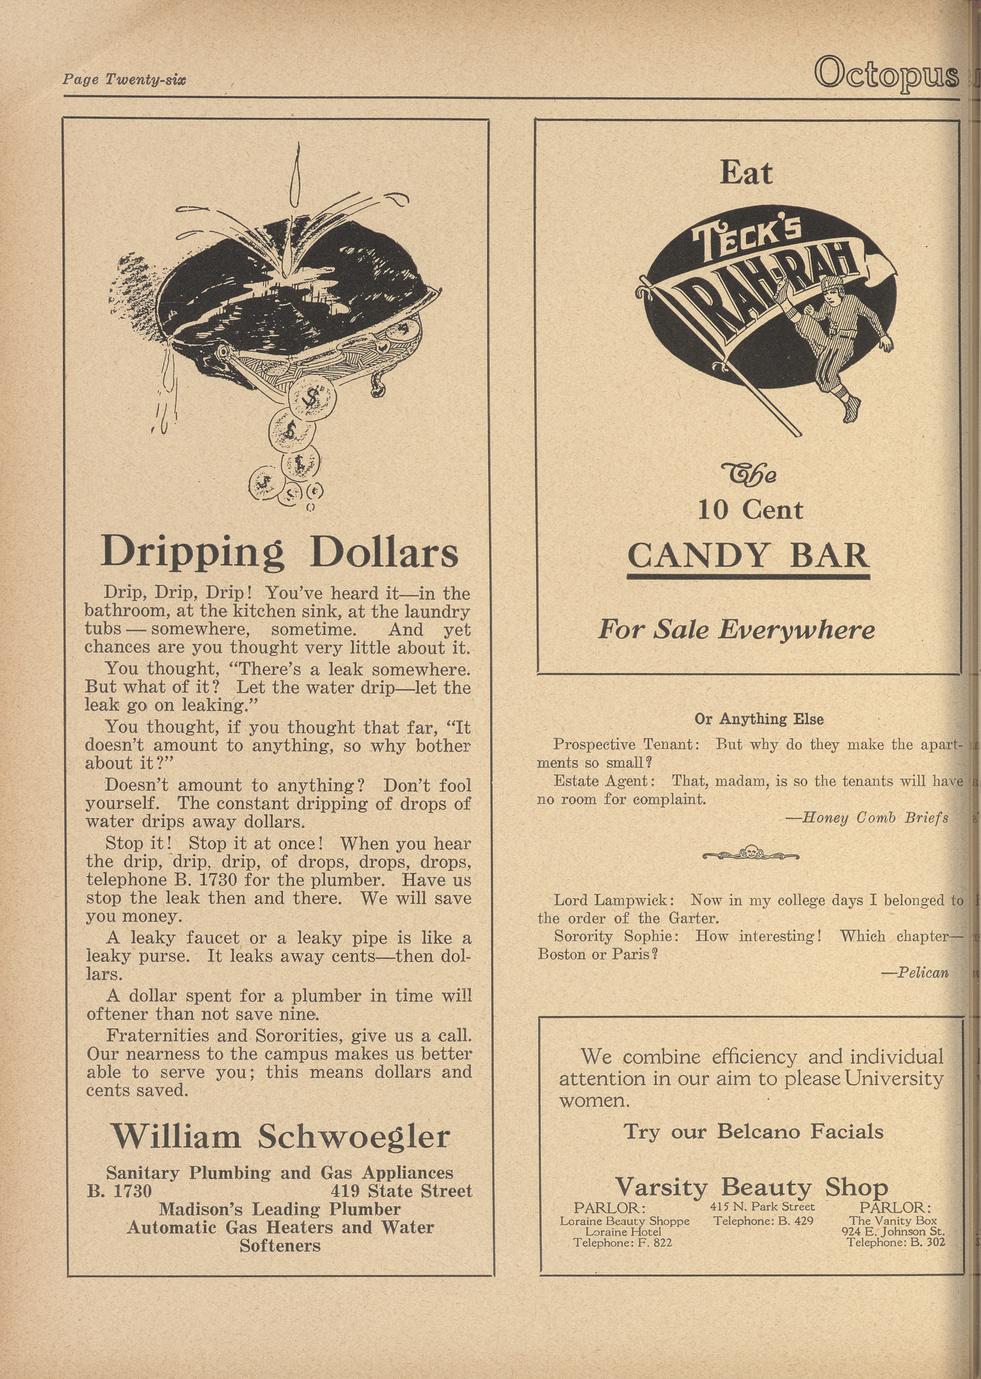 Page Twenty-six
Octopus
Dripping Dollars
Drip, Drip, Drip! You've heard it—in the
bathroom, at the kitchen sink, at the laundry
tubs — somewhere, sometime. And yet
chances are you thought very little about it.
You thought, “There's a leak somewhere.
But what of it? Let the water drip—let the
leak go on leaking.”
You thought, if you thought that far, “It
doesn't amount to anything, so why bother
about it?”
Doesn't amount to anything? Don't fool
yourself. The constant dripping of drops of
water drips away dollars.
Stop it! Stop it at once! When you hear
the drip, drip, drip, of drops, drops, drops,
telephone B. 1730 for the plumber. Have us
stop the leak then and there. We will save
you money.
A leaky faucet or a leaky pipe is like a
leaky purse. It leaks away cents—then dol-
lars.
A dollar spent for a plumber in time will
oftener than not save nine.
Fraternities and Sororities, give us a call.
Our nearness to the campus makes us better
able to serve you; this means dollars and
cents saved.
William Schwoegler
Sanitary Plumbing and Gas Appliances
B. 1730 419 State Street
Madison's Leading Plumber
Automatic Gas Heaters and Water
Softeners
Eat
TECK'S
RAH-RAH
The
10 Cent
CANDY BAR
For Sale Everywhere
Or Anything Else
Prospective Tenant: But why do they make the apart-
ments so small?
Estate Agent: That, madam, is so the tenants will have
no room for complaint.
—Honey Comb Briefs
Lord Lampwick: Now in my college days I belonged to
the order of the Garter.
Sorority Sophie: How interesting! Which chapter—
Boston or Paris?
—Pelican
We combine efficiency and individual
attention in our aim to please University
women.
Try our Belcano Facials
Varsity Beauty Shop
PARLOR: 415 N. Park Street PARLOR:
Loraine Beauty Shoppe Telephone: B. 429 The Vanity Box
Loraine Hotel 924 E. Johnson St.
Telephone: F. 822 Telephone: B. 302